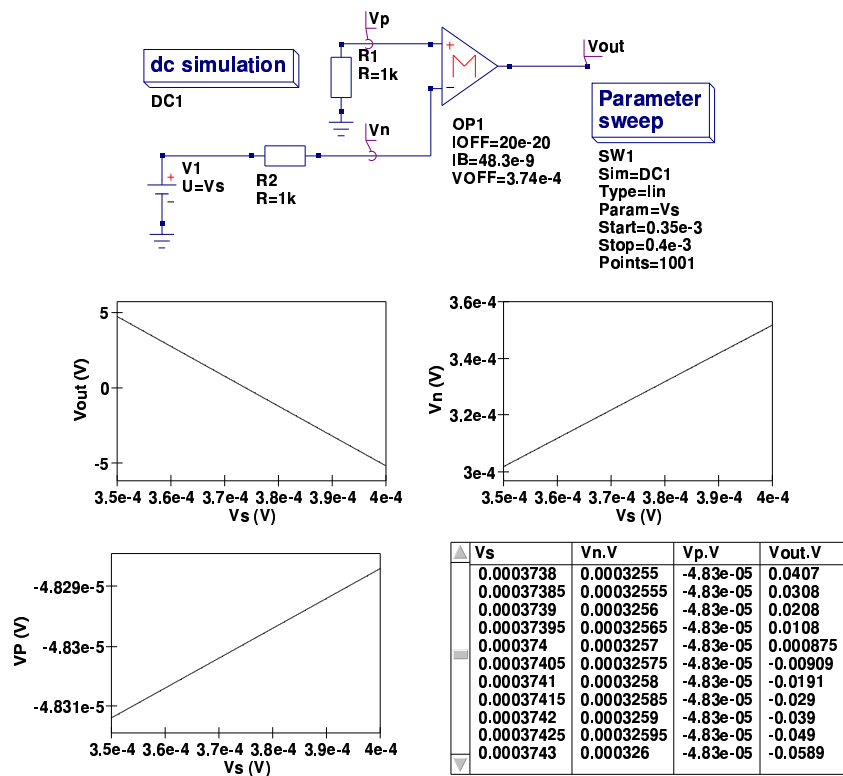 Vp
Vout
dc simulation
DC1
R1
R=1k
+
−
Vn
V1
U=Vs
+
−
R2
R=1k
OP1
IOFF=20e-20
IB=48.3e-9
VOFF=3.74e-4
Parameter
sweep
SW1
Sim=DC1
Type=lin
Param=Vs
Start=0.35e-3
Stop=0.4e-3
Points=1001
Vout (V)
5
0
-5
3.5e-4 3.6e-4 3.7e-4 3.8e-4 3.9e-4 4e-4
Vs (V)
Vn (V)
3.6e-4
3.4e-4
3.2e-4
3e-4
3.5e-4 3.6e-4 3.7e-4 3.8e-4 3.9e-4 4e-4
Vs (V)
VP (V)
-4.829e-5
-4.83e-5
-4.831e-5
3.5e-4 3.6e-4 3.7e-4 3.8e-4 3.9e-4 4e-4
Vs (V)
Vs Vn.V Vp.V Vout.V
0.0003738 0.0003255 -4.83e-05 0.0407
0.00037385 0.00032555 -4.83e-05 0.0308
0.0003739 0.0003256 -4.83e-05 0.0208
0.00037395 0.00032565 -4.83e-05 0.0108
0.000374 0.0003257 -4.83e-05 0.000875
0.00037405 0.00032575 -4.83e-05 -0.00909
0.0003741 0.0003258 -4.83e-05 -0.0191
0.00037415 0.00032585 -4.83e-05 -0.029
0.0003742 0.0003259 -4.83e-05 -0.039
0.00037425 0.00032595 -4.83e-05 -0.049
0.0003743 0.000326 -4.83e-05 -0.0589